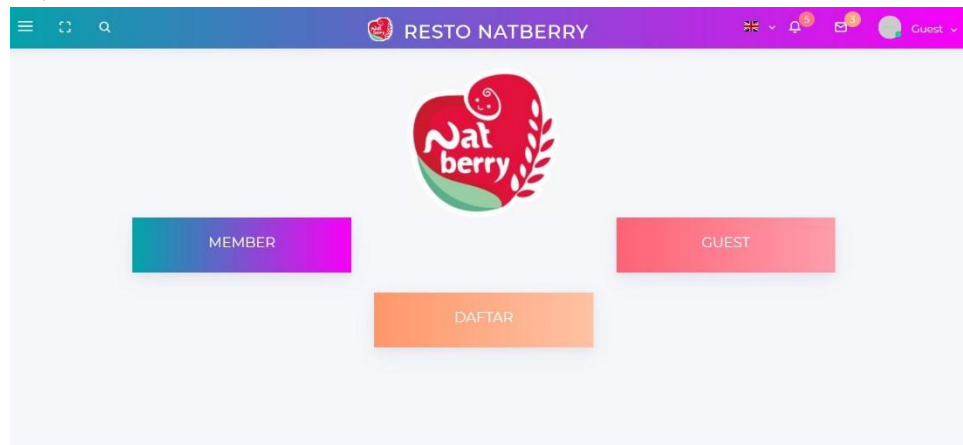 RESTO NATBERRY
5
3
Guest
Nat
berry
MEMBER
GUEST
DAFTAR